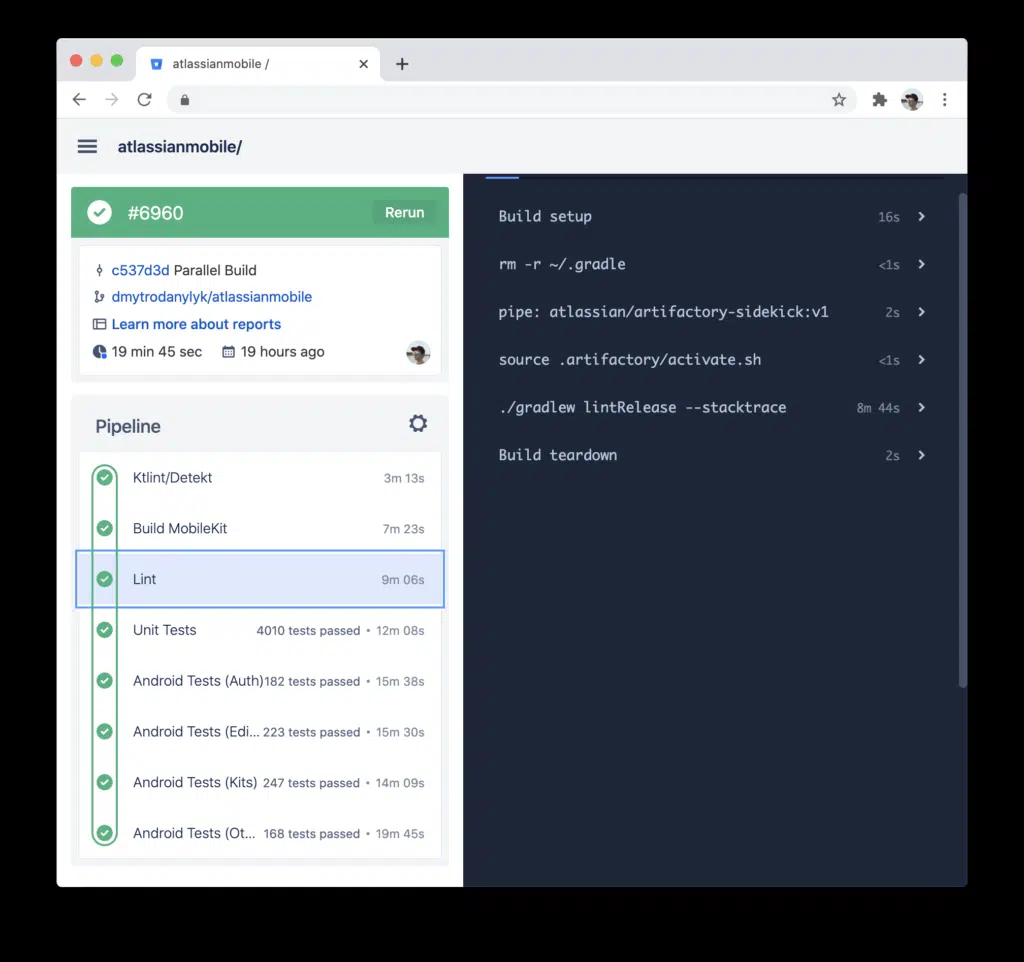 atlassianmobile /
atlassianmobile/
#6960 Rerun
c537d3d Parallel Build
dmytrodanylyk/atlassianmobile
Learn more about reports
19 min 45 sec 19 hours ago
Pipeline
Ktlint/Detekt 3m 13s
Build MobileKit 7m 23s
Lint 9m 06s
Unit Tests 4010 tests passed • 12m 08s
Android Tests (Auth) 182 tests passed • 15m 38s
Android Tests (Edi... 223 tests passed • 15m 30s
Android Tests (Kits) 247 tests passed • 14m 09s
Android Tests (Ot... 168 tests passed • 19m 45s
Build setup 16s
rm -r ~/.gradle <1s
pipe: atlassian/artifactory-sidekick:v1 2s
source .artifactory/activate.sh <1s
./gradlew lintRelease --stacktrace 8m 44s
Build teardown 2s